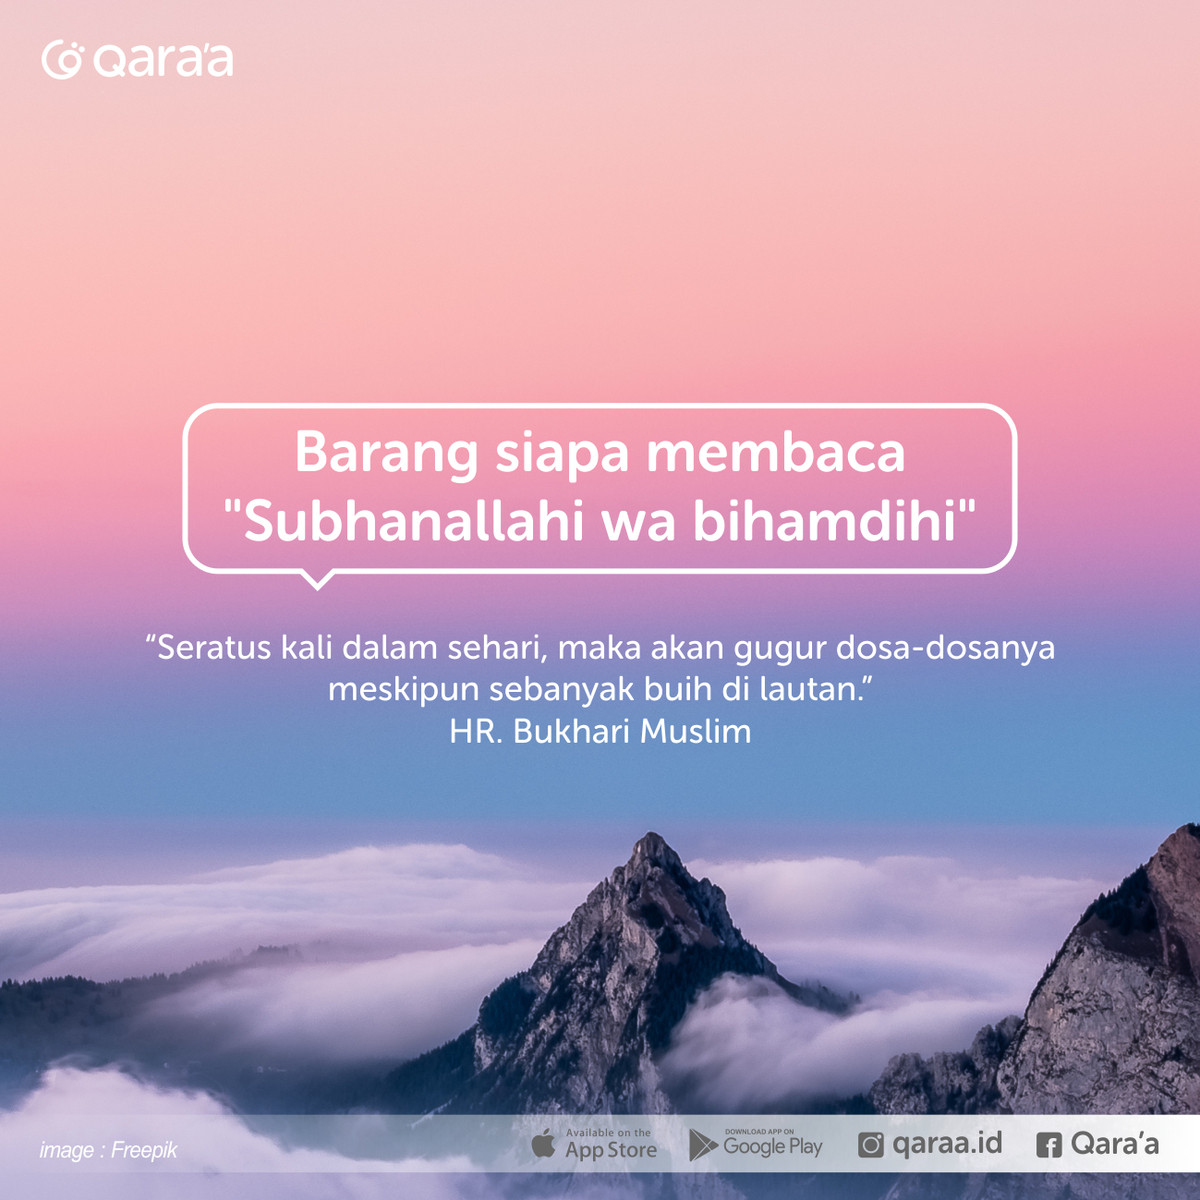 Qara'a
Barang siapa membaca
"Subhanallahi wa bihamdihi"
“Seratus kali dalam sehari, maka akan gugur dosa-dosanya
meskipun sebanyak buih di lautan.”
HR. Bukhari Muslim
image : Freepik
Available on the
App Store
DOWNLOAD APP ON
Google Play
qaraa.id
Qara’a